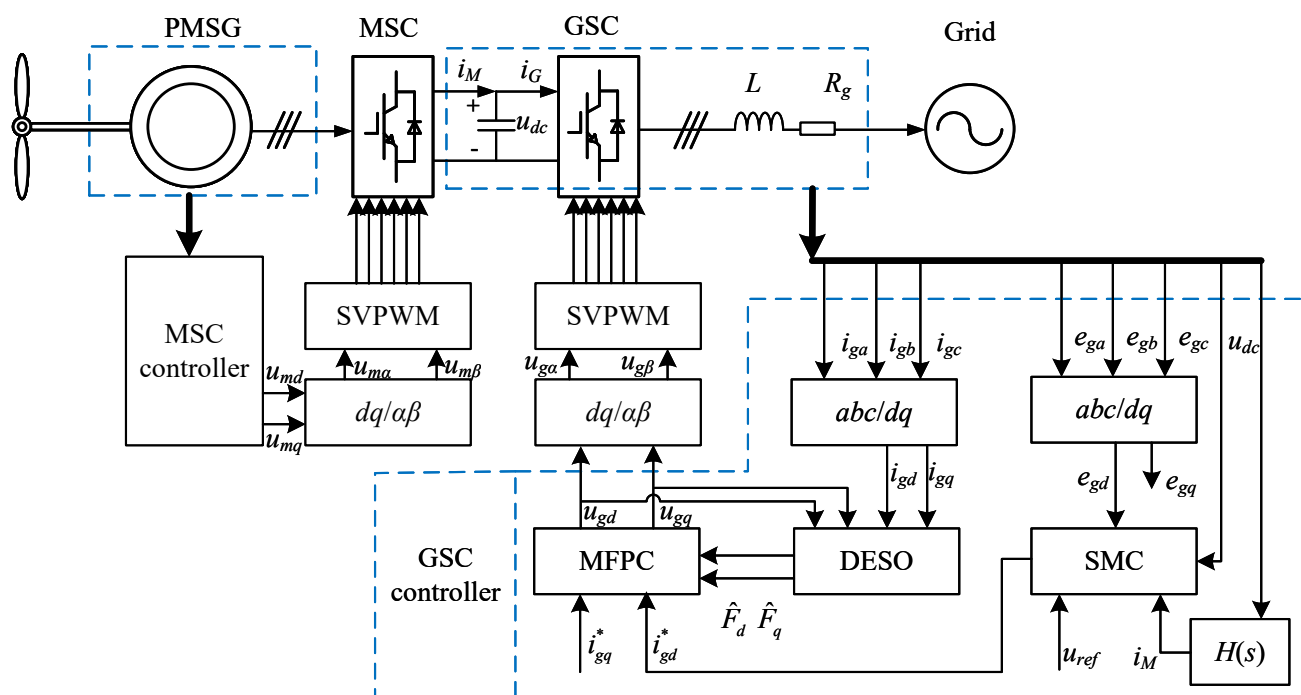 PMSG
MSC
GSC
Grid
i_M
i_G
L
R_g
+
u_dc
-
MSC
controller
SVPWM
SVPWM
i_ga
i_gb
i_gc
e_ga
e_gb
e_gc
u_dc
u_md
u_mα
u_mβ
u_gα
u_gβ
u_mq
dq/αβ
dq/αβ
abc/dq
abc/dq
i_gd
i_gq
e_gd
e_gq
u_gd
u_gq
GSC
controller
MFPC
DESO
SMC
F̂_d
F̂_q
i*_gq
i*_gd
u_ref
i_M
H(s)